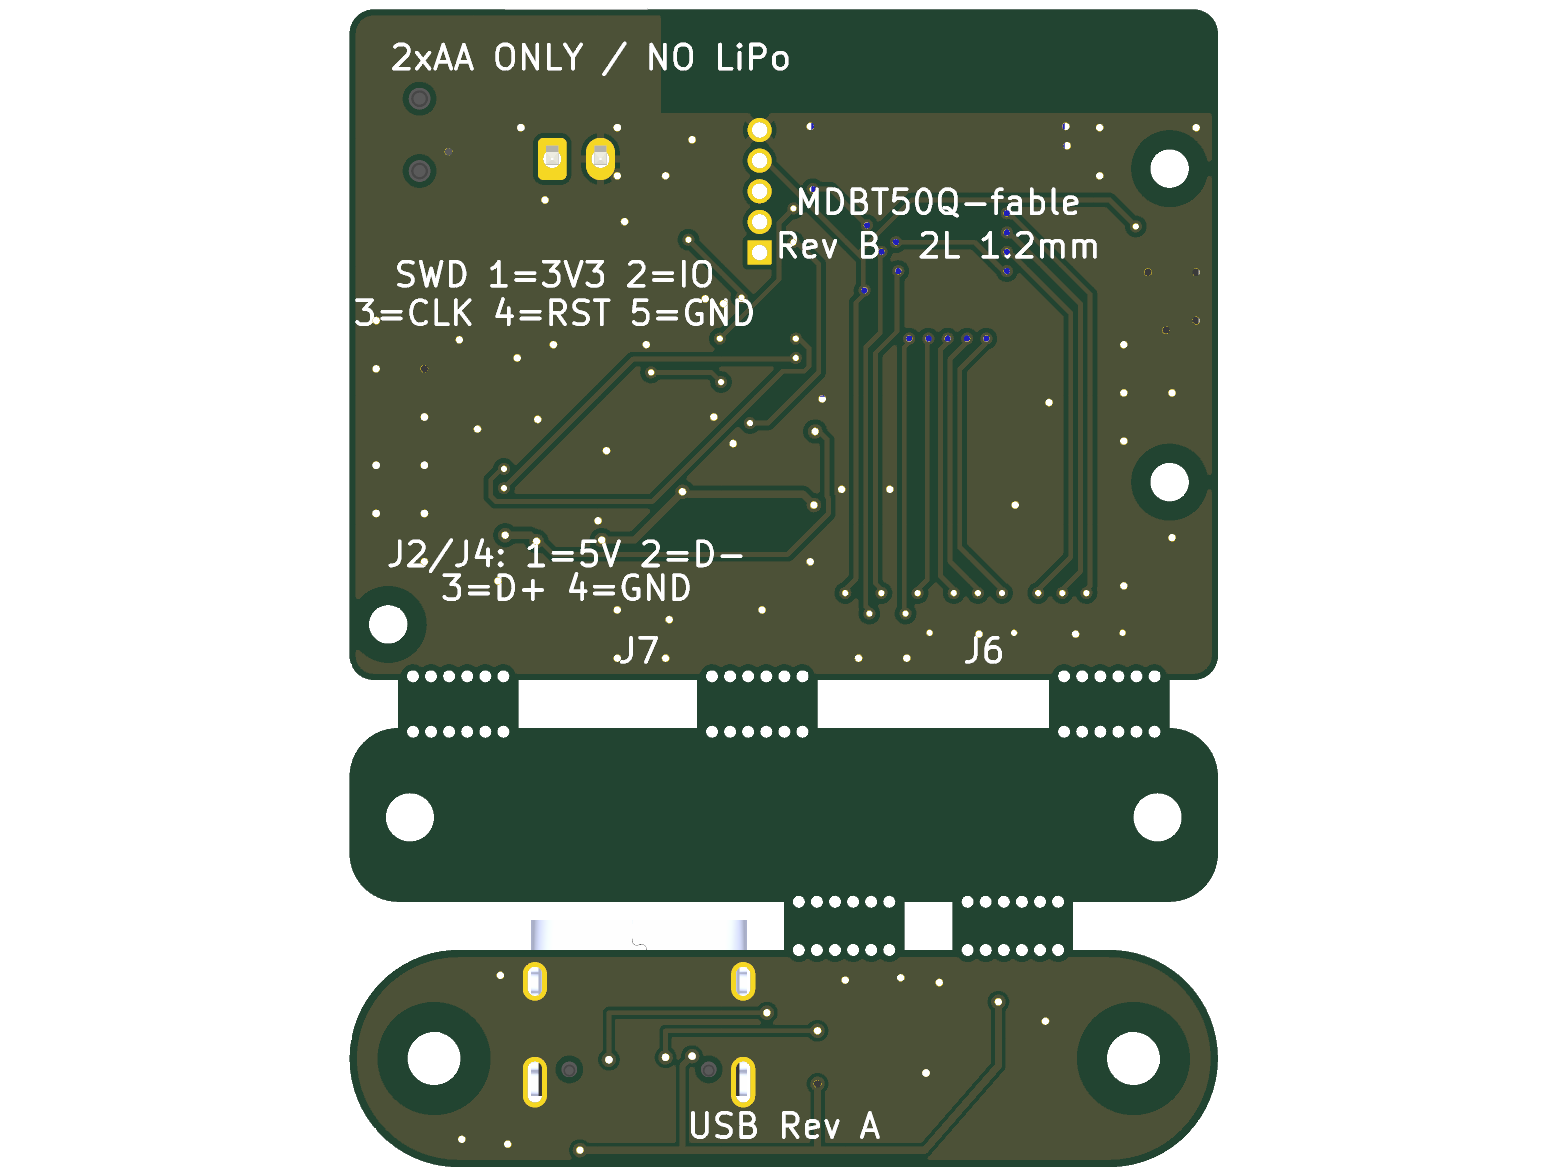 2xAA ONLY / NO LiPo
MDBT50Q-fable
Rev B  2L 1.2mm
SWD 1=3V3 2=IO
3=CLK 4=RST 5=GND
J2/J4: 1=5V 2=D-
3=D+ 4=GND
J7
J6
USB Rev A